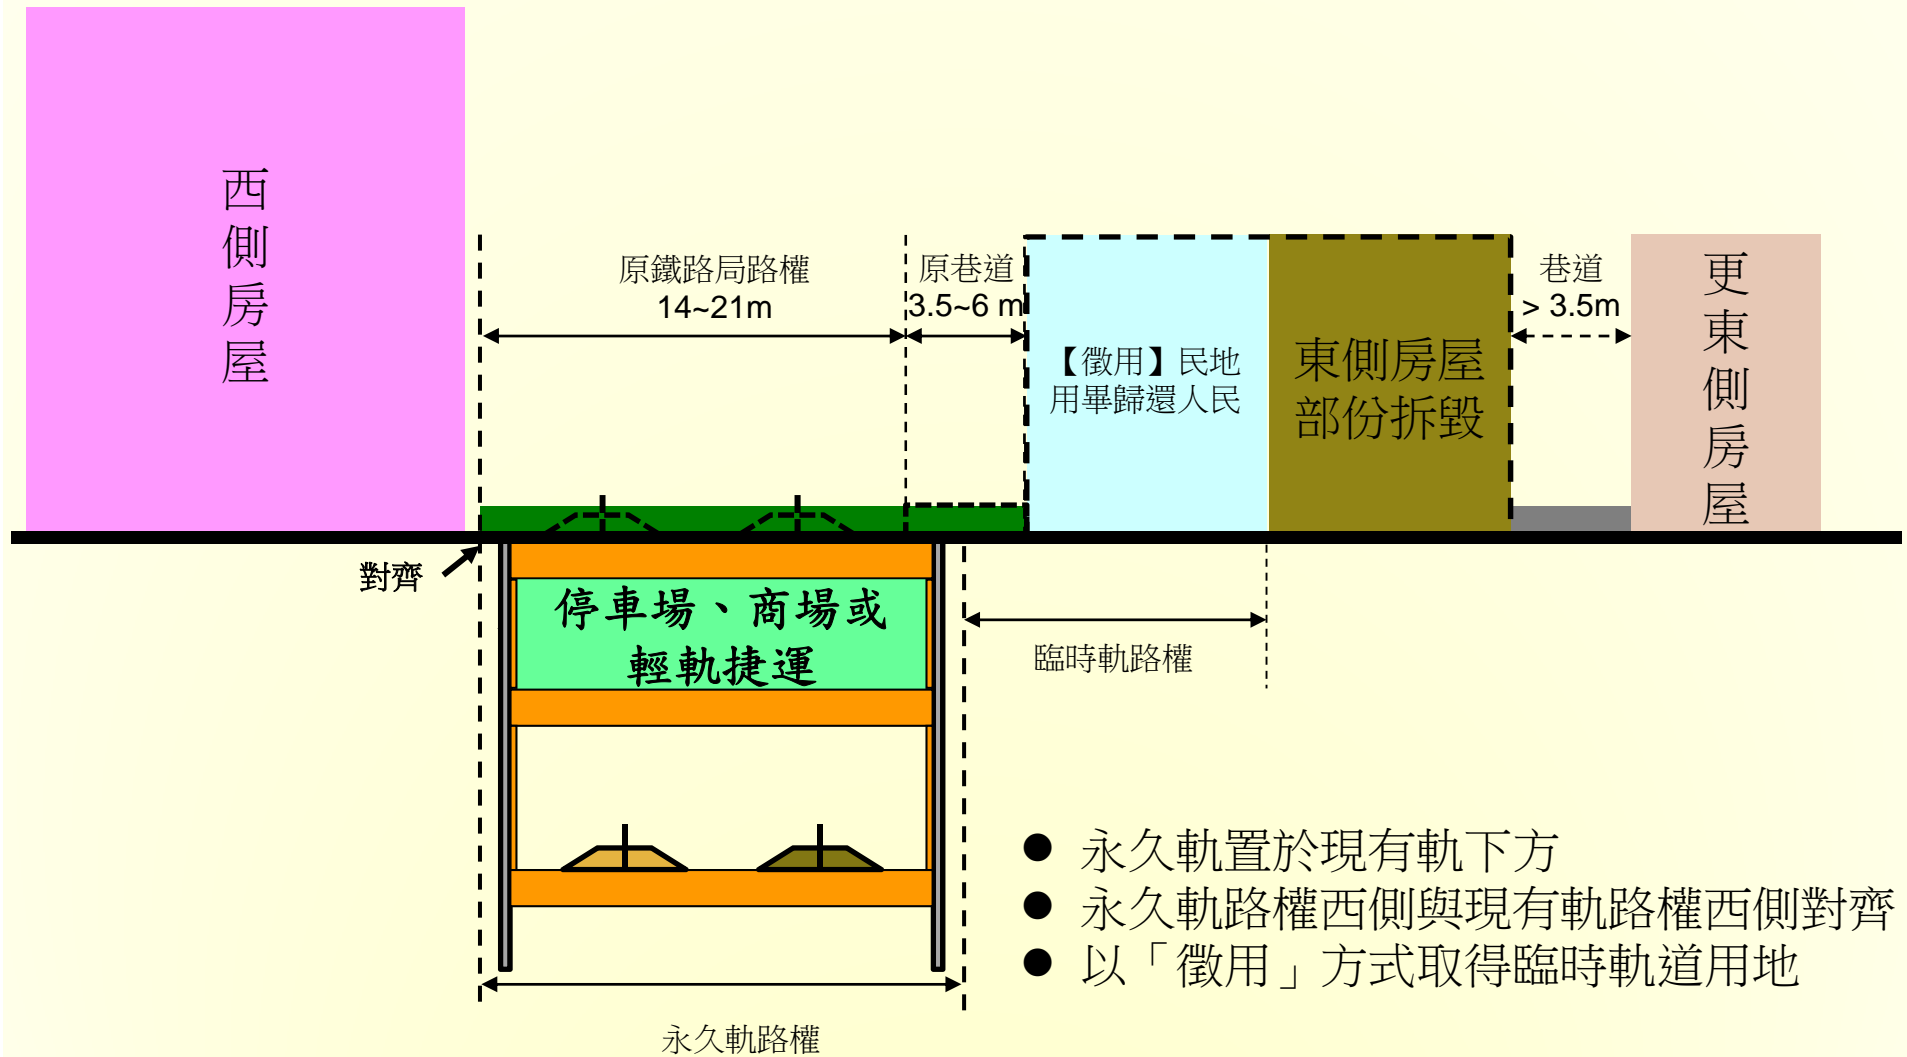 西側房屋
原鐵路局路權
14~21m
原巷道
3.5~6 m
【徵用】民地
用畢歸還人民
東側房屋
部份拆毀
巷道
> 3.5m
更東側房屋
對齊
停車場、商場或
輕軌捷運
臨時軌路權
● 永久軌置於現有軌下方
● 永久軌路權西側與現有軌路權西側對齊
● 以「徵用」方式取得臨時軌道用地
永久軌路權